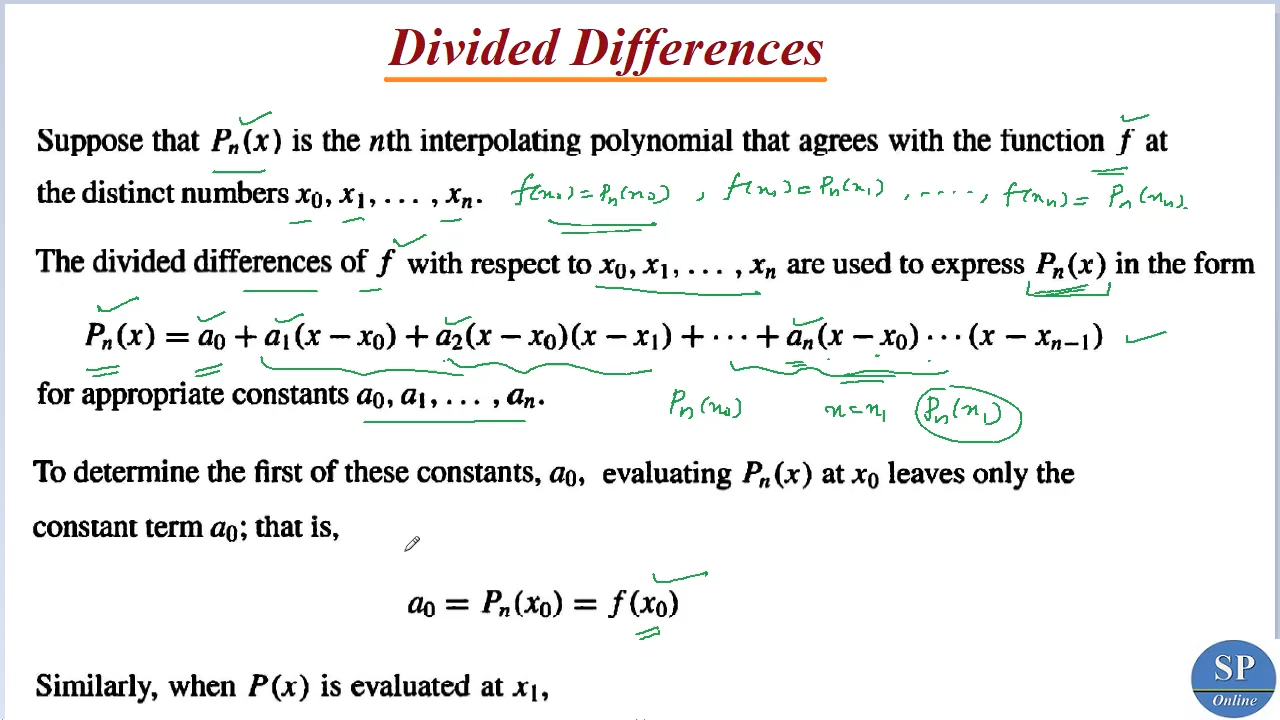 Divided Differences
Suppose that Pₙ(x) is the nth interpolating polynomial that agrees with the function f at
the distinct numbers x₀, x₁, . . . , xₙ. f(x₀) = Pₙ(x₀) , f(x₁) = Pₙ(x₁) , . . . . , f(xₙ) = Pₙ(xₙ).
The divided differences of f with respect to x₀, x₁, . . . , xₙ are used to express Pₙ(x) in the form
Pₙ(x) = a₀ + a₁(x − x₀) + a₂(x − x₀)(x − x₁) + · · · + aₙ(x − x₀) · · · (x − xₙ₋₁)
for appropriate constants a₀, a₁, . . . , aₙ. Pₙ(x₀) x = x₁ Pₙ(x₁)
To determine the first of these constants, a₀, evaluating Pₙ(x) at x₀ leaves only the
constant term a₀; that is,
a₀ = Pₙ(x₀) = f(x₀)
Similarly, when P(x) is evaluated at x₁,
SP
Online